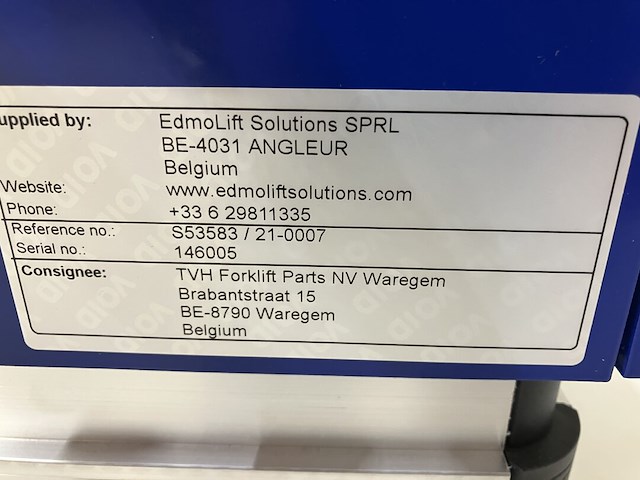 upplied by: EdmoLift Solutions SPRL
BE-4031 ANGLEUR
Belgium
Website: www.edmoliftsolutions.com
Phone: +33 6 29811335
Reference no.: S53583 / 21-0007
Serial no.: 146005
Consignee: TVH Forklift Parts NV Waregem
Brabantstraat 15
BE-8790 Waregem
Belgium